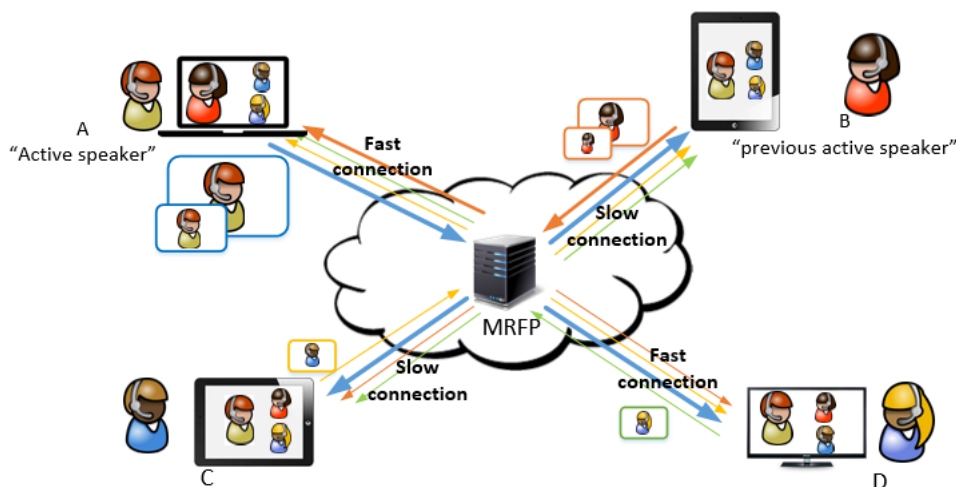 A
“Active speaker”
Fast
connection
B
“previous active speaker”
Slow
connection
MRFP
Slow
connection
Fast
connection
C
D